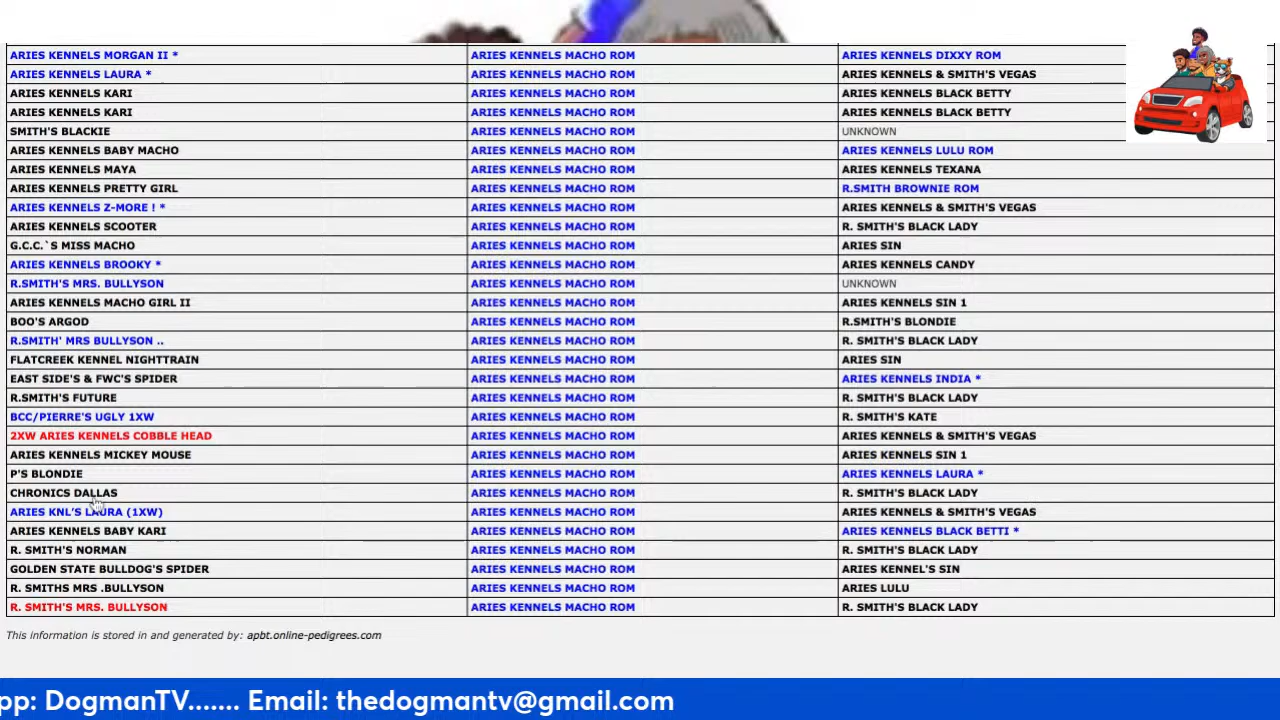 ARIES KENNELS MORGAN II * ARIES KENNELS MACHO ROM ARIES KENNELS DIXXY ROM
ARIES KENNELS LAURA * ARIES KENNELS MACHO ROM ARIES KENNELS & SMITH'S VEGAS
ARIES KENNELS KARI ARIES KENNELS MACHO ROM ARIES KENNELS BLACK BETTY
ARIES KENNELS KARI ARIES KENNELS MACHO ROM ARIES KENNELS BLACK BETTY
SMITH'S BLACKIE ARIES KENNELS MACHO ROM UNKNOWN
ARIES KENNELS BABY MACHO ARIES KENNELS MACHO ROM ARIES KENNELS LULU ROM
ARIES KENNELS MAYA ARIES KENNELS MACHO ROM ARIES KENNELS TEXANA
ARIES KENNELS PRETTY GIRL ARIES KENNELS MACHO ROM R.SMITH BROWNIE ROM
ARIES KENNELS Z-MORE ! * ARIES KENNELS MACHO ROM ARIES KENNELS & SMITH'S VEGAS
ARIES KENNELS SCOOTER ARIES KENNELS MACHO ROM R. SMITH'S BLACK LADY
G.C.C.`S MISS MACHO ARIES KENNELS MACHO ROM ARIES SIN
ARIES KENNELS BROOKY * ARIES KENNELS MACHO ROM ARIES KENNELS CANDY
R.SMITH'S MRS. BULLYSON ARIES KENNELS MACHO ROM UNKNOWN
ARIES KENNELS MACHO GIRL II ARIES KENNELS MACHO ROM ARIES KENNELS SIN 1
BOO'S ARGOD ARIES KENNELS MACHO ROM R.SMITH'S BLONDIE
R.SMITH' MRS BULLYSON .. ARIES KENNELS MACHO ROM R. SMITH'S BLACK LADY
FLATCREEK KENNEL NIGHTTRAIN ARIES KENNELS MACHO ROM ARIES SIN
EAST SIDE'S & FWC'S SPIDER ARIES KENNELS MACHO ROM ARIES KENNELS INDIA *
R.SMITH'S FUTURE ARIES KENNELS MACHO ROM R. SMITH'S BLACK LADY
BCC/PIERRE'S UGLY 1XW ARIES KENNELS MACHO ROM R. SMITH'S KATE
2XW ARIES KENNELS COBBLE HEAD ARIES KENNELS MACHO ROM ARIES KENNELS & SMITH'S VEGAS
ARIES KENNELS MICKEY MOUSE ARIES KENNELS MACHO ROM ARIES KENNELS SIN 1
P'S BLONDIE ARIES KENNELS MACHO ROM ARIES KENNELS LAURA *
CHRONICS DALLAS ARIES KENNELS MACHO ROM R. SMITH'S BLACK LADY
ARIES KNL'S LAURA (1XW) ARIES KENNELS MACHO ROM ARIES KENNELS & SMITH'S VEGAS
ARIES KENNELS BABY KARI ARIES KENNELS MACHO ROM ARIES KENNELS BLACK BETTI *
R. SMITH'S NORMAN ARIES KENNELS MACHO ROM R. SMITH'S BLACK LADY
GOLDEN STATE BULLDOG'S SPIDER ARIES KENNELS MACHO ROM ARIES KENNEL'S SIN
R. SMITHS MRS .BULLYSON ARIES KENNELS MACHO ROM ARIES LULU
R. SMITH'S MRS. BULLYSON ARIES KENNELS MACHO ROM R. SMITH'S BLACK LADY
This information is stored in and generated by: apbt.online-pedigrees.com
pp: DogmanTV....... Email: thedogmantv@gmail.com